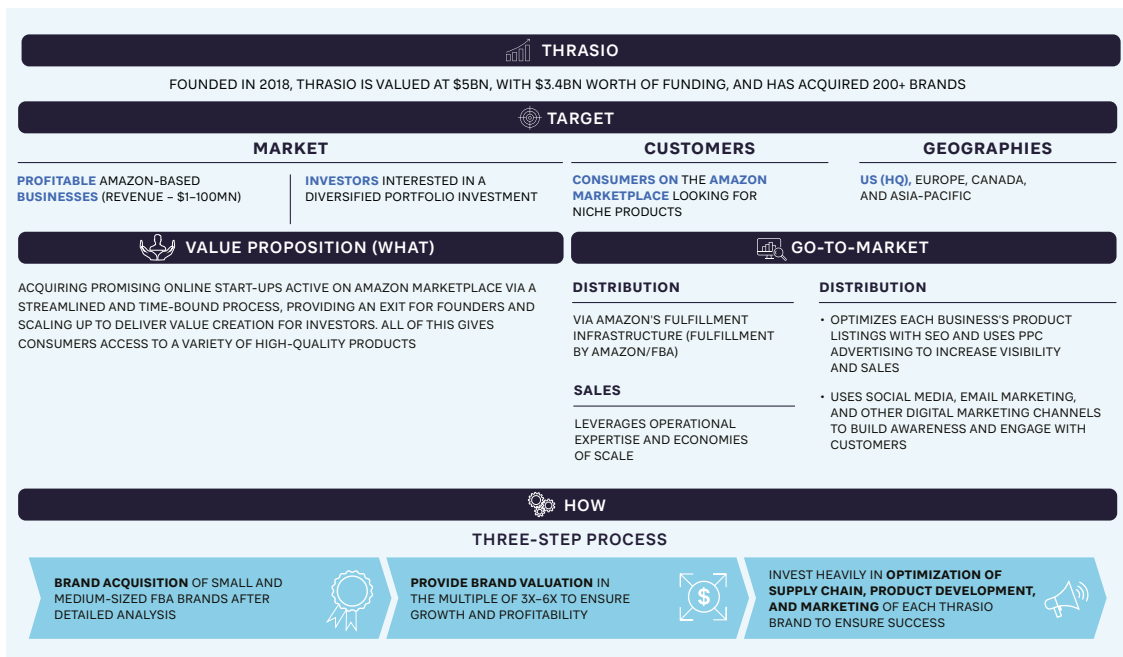 THRASIO
FOUNDED IN 2018, THRASIO IS VALUED AT $5BN, WITH $3.4BN WORTH OF FUNDING, AND HAS ACQUIRED 200+ BRANDS
TARGET
MARKET
PROFITABLE AMAZON-BASED
BUSINESSES (REVENUE – $1–100MN)
INVESTORS INTERESTED IN A
DIVERSIFIED PORTFOLIO INVESTMENT
CUSTOMERS
CONSUMERS ON THE AMAZON
MARKETPLACE LOOKING FOR
NICHE PRODUCTS
GEOGRAPHIES
US (HQ), EUROPE, CANADA,
AND ASIA-PACIFIC
VALUE PROPOSITION (WHAT)
ACQUIRING PROMISING ONLINE START-UPS ACTIVE ON AMAZON MARKETPLACE VIA A
STREAMLINED AND TIME-BOUND PROCESS, PROVIDING AN EXIT FOR FOUNDERS AND
SCALING UP TO DELIVER VALUE CREATION FOR INVESTORS. ALL OF THIS GIVES
CONSUMERS ACCESS TO A VARIETY OF HIGH-QUALITY PRODUCTS
GO-TO-MARKET
DISTRIBUTION
VIA AMAZON'S FULFILLMENT
INFRASTRUCTURE (FULFILLMENT
BY AMAZON/FBA)
SALES
LEVERAGES OPERATIONAL
EXPERTISE AND ECONOMIES
OF SCALE
DISTRIBUTION
• OPTIMIZES EACH BUSINESS'S PRODUCT
LISTINGS WITH SEO AND USES PPC
ADVERTISING TO INCREASE VISIBILITY
AND SALES
• USES SOCIAL MEDIA, EMAIL MARKETING,
AND OTHER DIGITAL MARKETING CHANNELS
TO BUILD AWARENESS AND ENGAGE WITH
CUSTOMERS
HOW
THREE-STEP PROCESS
BRAND ACQUISITION OF SMALL AND
MEDIUM-SIZED FBA BRANDS AFTER
DETAILED ANALYSIS
PROVIDE BRAND VALUATION IN
THE MULTIPLE OF 3X–6X TO ENSURE
GROWTH AND PROFITABILITY
$
INVEST HEAVILY IN OPTIMIZATION OF
SUPPLY CHAIN, PRODUCT DEVELOPMENT,
AND MARKETING OF EACH THRASIO
BRAND TO ENSURE SUCCESS